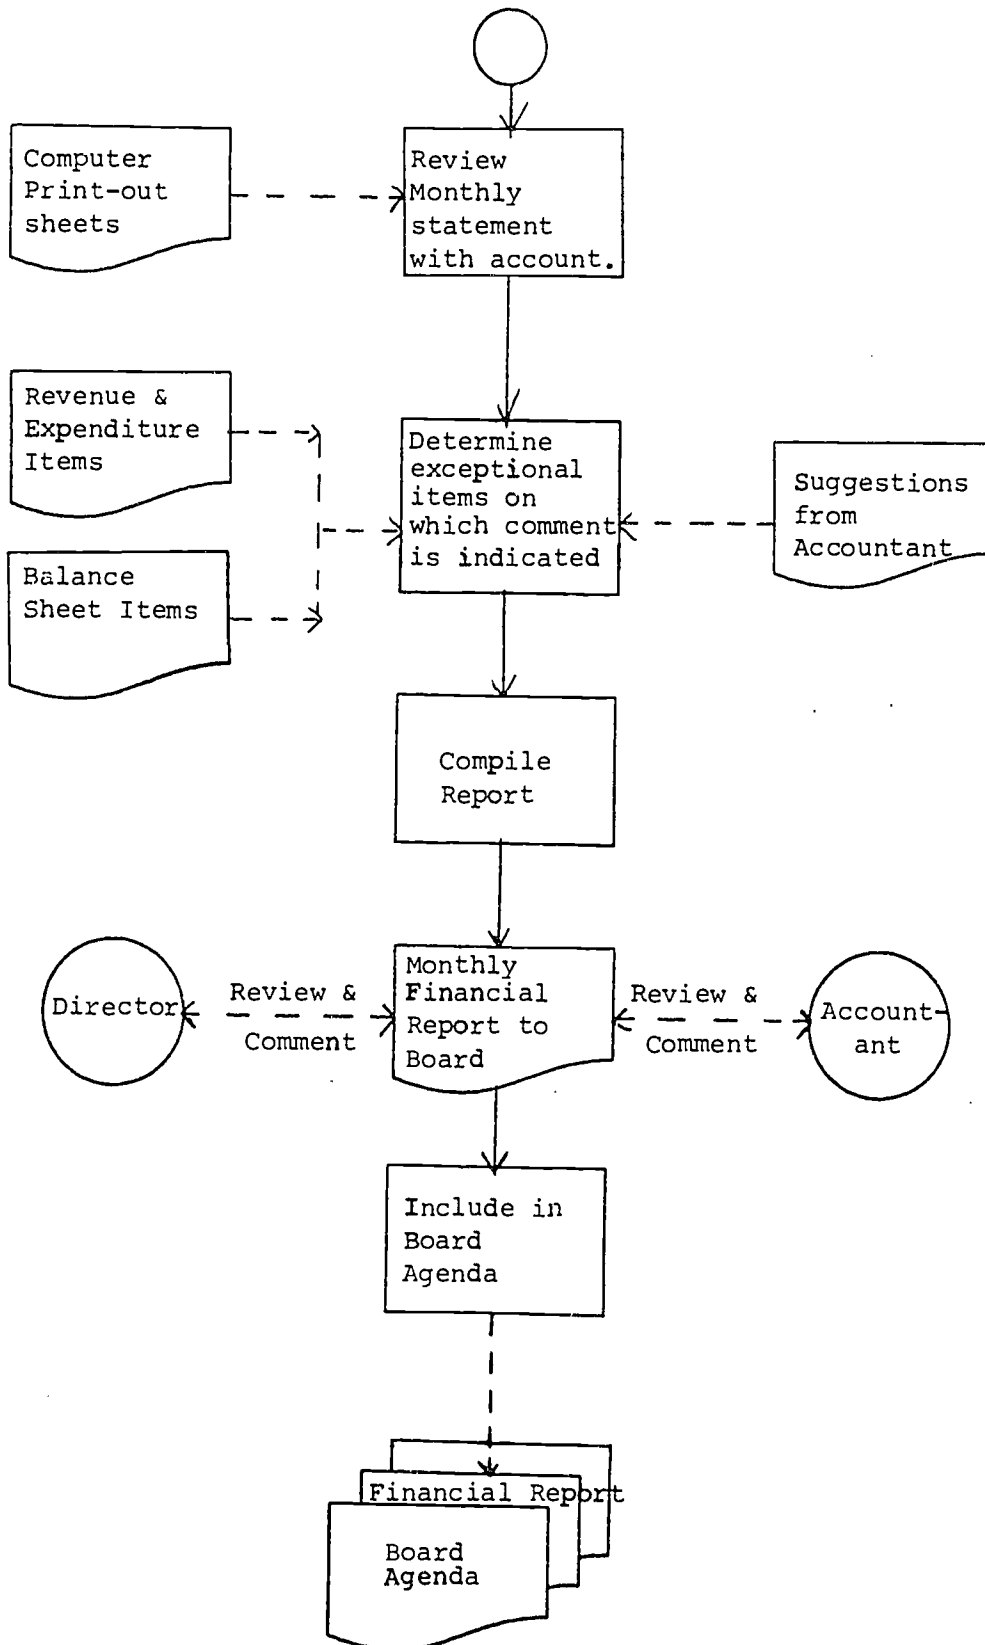 Computer
Print-out
sheets
Review
Monthly
statement
with account.
Revenue &
Expenditure
Items
Determine
exceptional
items on
which comment
is indicated
Suggestions
from
Accountant
Balance
Sheet Items
Compile
Report
Director
Review &
Comment
Monthly
Financial
Report to
Board
Review &
Comment
Account-
ant
Include in
Board
Agenda
Financial Report
Board
Agenda